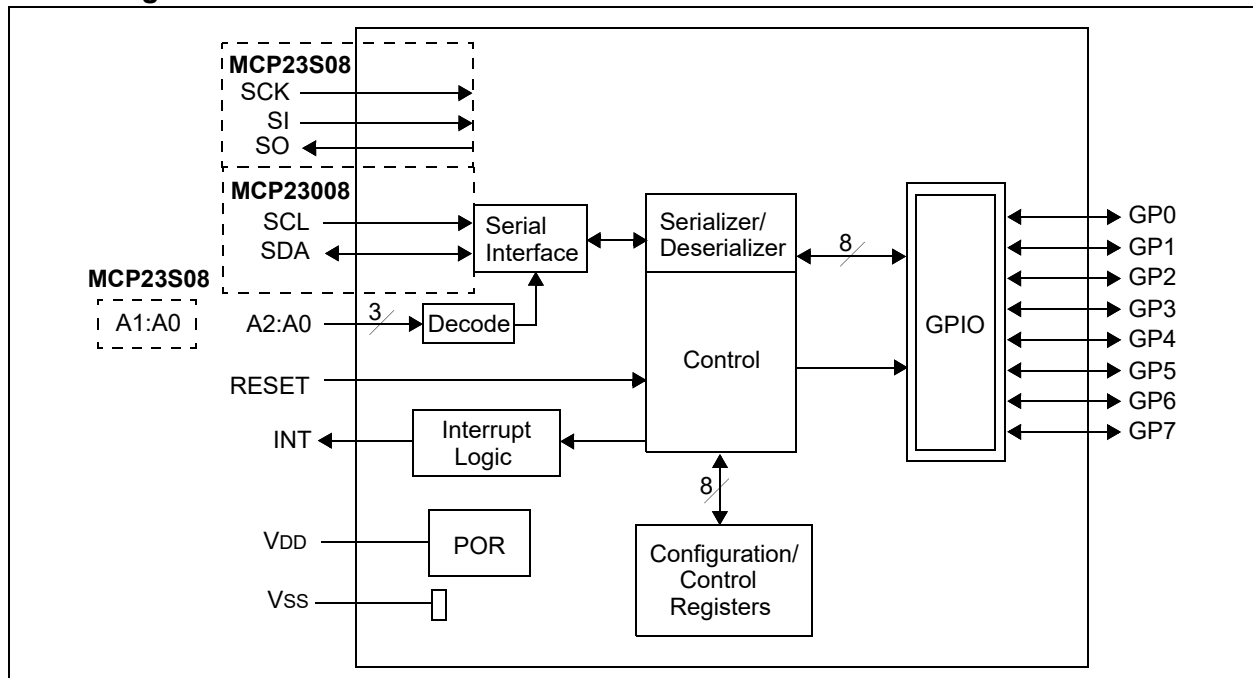 MCP23S08
SCK
SI
SO
MCP23008
SCL
SDA
MCP23S08
A1:A0
A2:A0
3
Decode
Serial
Interface
Serializer/
Deserializer
8
Control
GPIO
GP0
GP1
GP2
GP3
GP4
GP5
GP6
GP7
RESET
INT
Interrupt
Logic
8
VDD
POR
Configuration/
Control
Registers
VSS